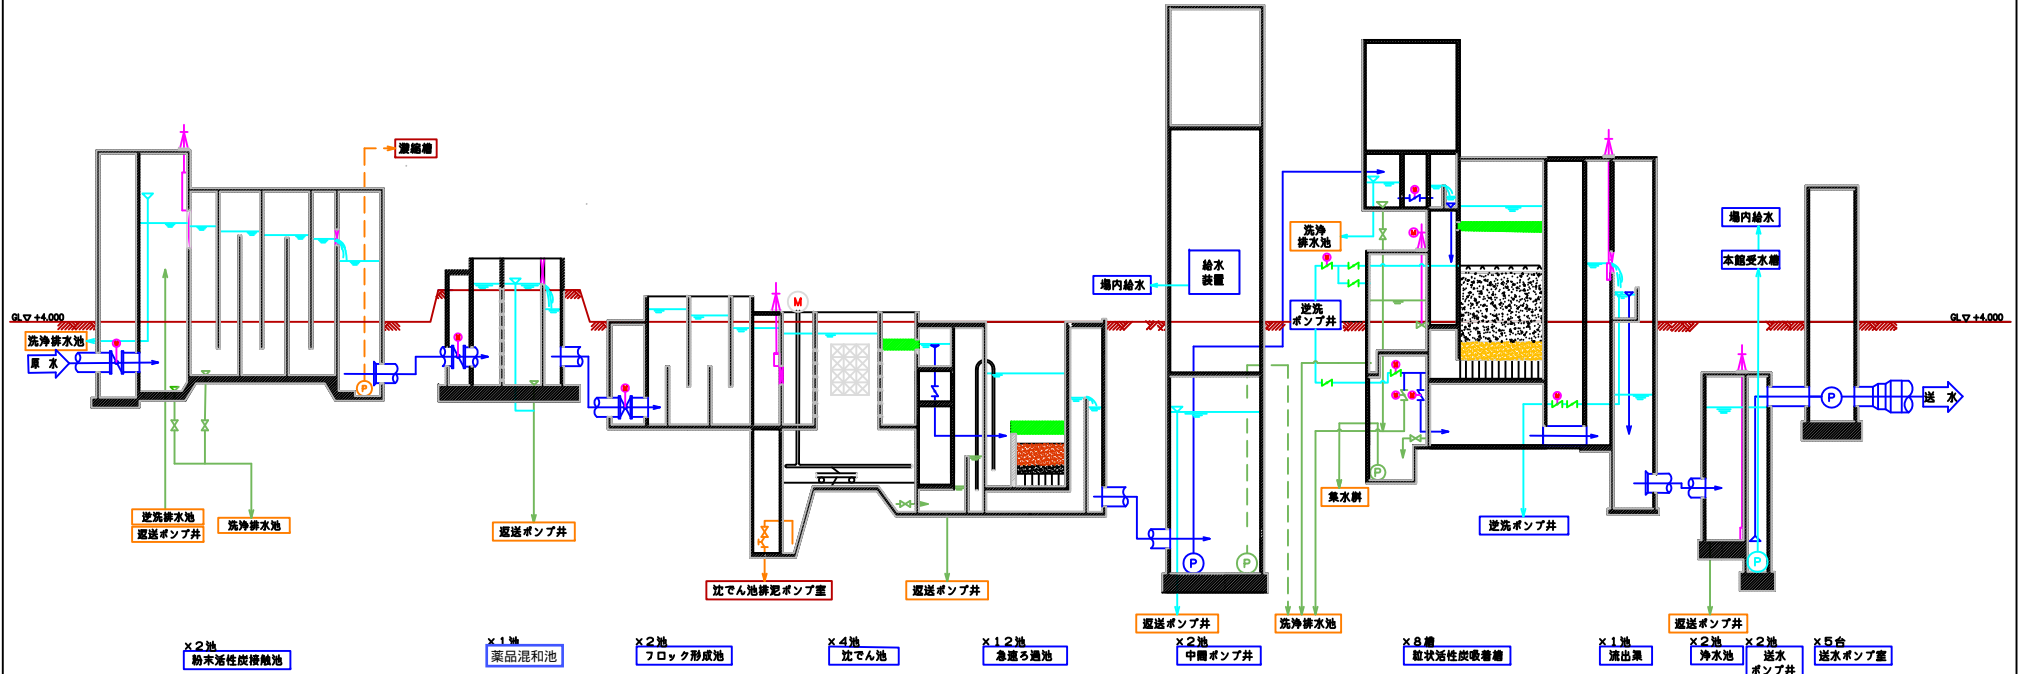 濃縮槽
GL▽ +4.000
洗浄排水池
原 水
M
P
M
M
M
逆洗排水池
返送ポンプ井
洗浄排水池
返送ポンプ井
沈でん池排泥ポンプ室
返送ポンプ井
場内給水
給水
装置
P
P
返送ポンプ井
洗浄排水池
洗浄
排水池
逆洗
ポンプ井
M
M
M
M
M
M
P
集水桝
M
逆洗ポンプ井
場内給水
本館受水槽
GL▽ +4.000
P
送 水
P
返送ポンプ井
×2池
粉末活性炭接触池
×1池
薬品混和池
×2池
フロック形成池
×4池
沈でん池
×12池
急速ろ過池
×2池
中間ポンプ井
×8槽
粒状活性炭吸着槽
×1池
流出渠
×2池
浄水池
×2池
送水
ポンプ井
×5台
送水ポンプ室